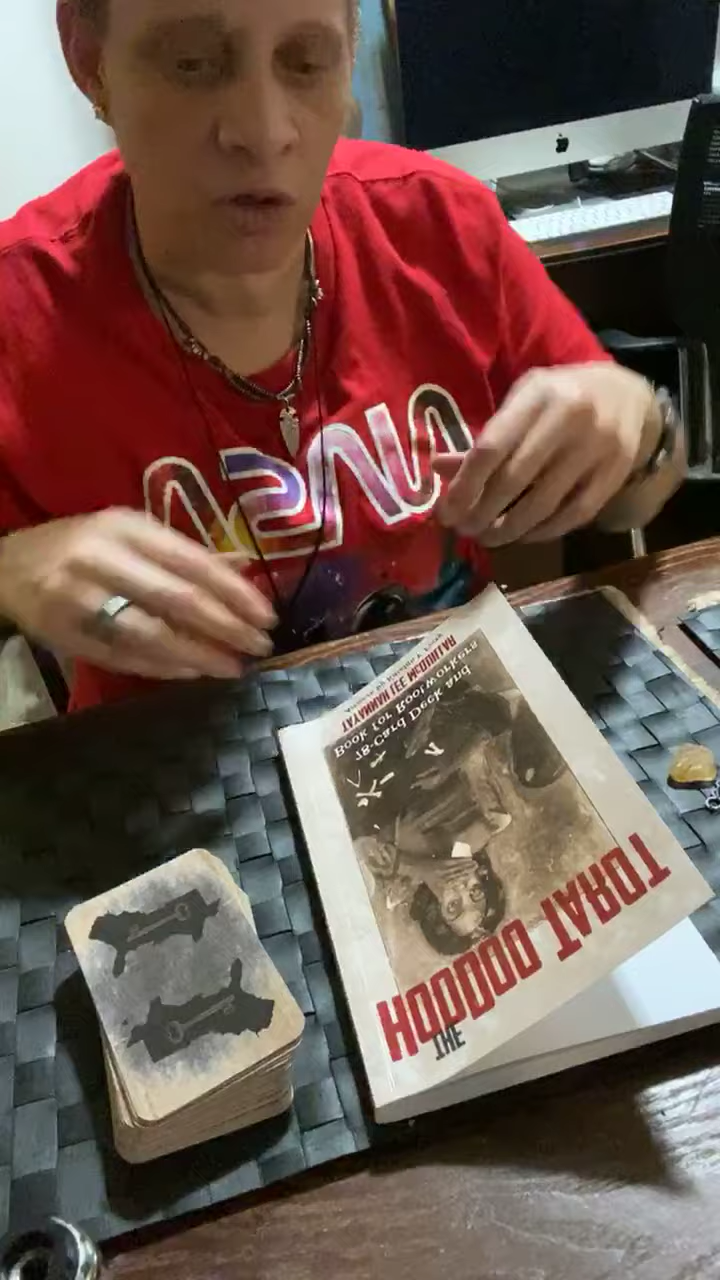 NASA
THE
HOODOO TAROT
78-Card Deck and
Book for Rootworkers
TAYANNAH LEE MCQUILLAR